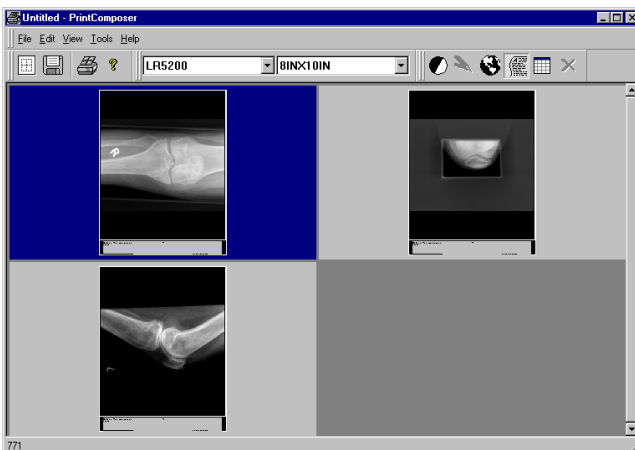 Untitled - PrintComposer
File Edit View Tools Help
LR5200 8INX10IN
R
771